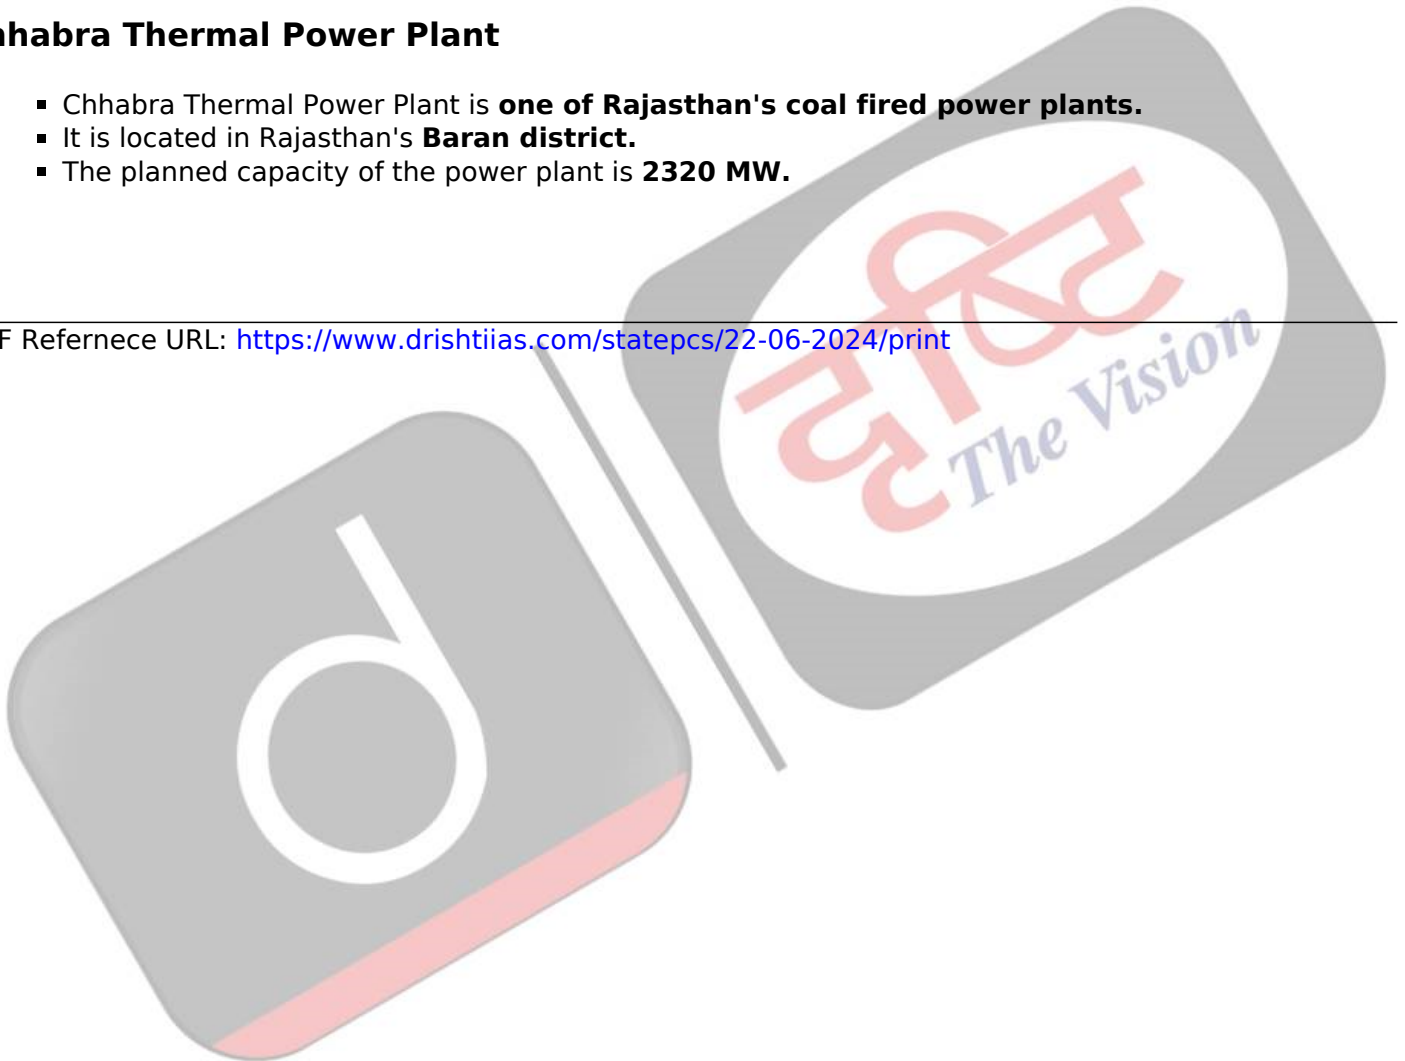 hhabra Thermal Power Plant
Chhabra Thermal Power Plant is one of Rajasthan's coal fired power plants.
It is located in Rajasthan's Baran district.
The planned capacity of the power plant is 2320 MW.
F Refernece URL: https://www.drishtiias.com/statepcs/22-06-2024/print
दृष्टि
The Vision
d